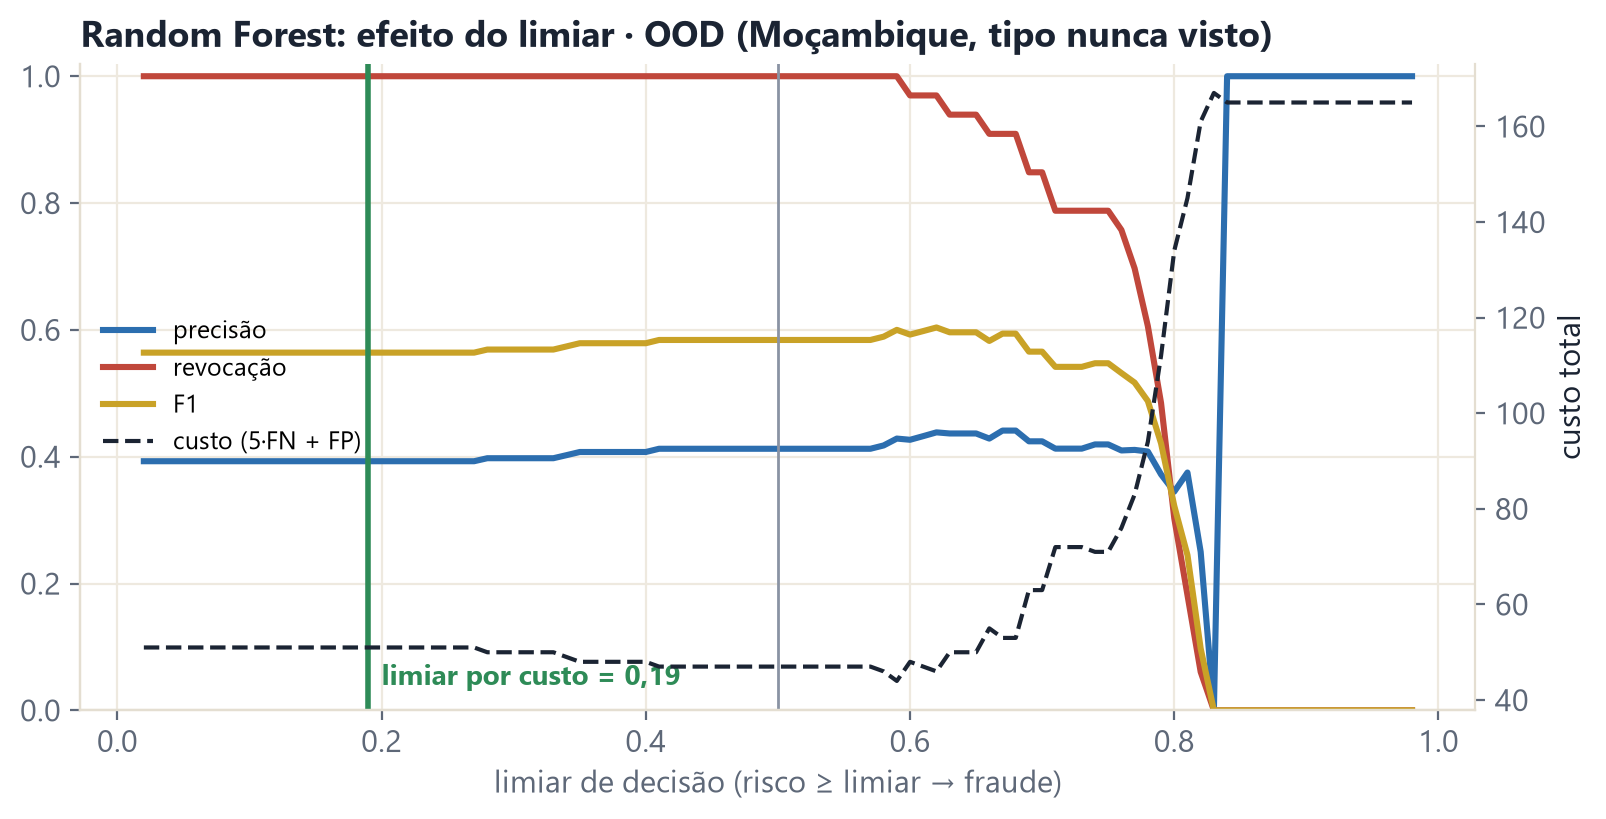 Random Forest: efeito do limiar · OOD (Moçambique, tipo nunca visto)
1.0
0.8
0.6
0.4
0.2
0.0
160
140
120
100
80
60
40
custo total
precisão
revocação
F1
custo (5·FN + FP)
limiar por custo = 0,19
0.0 0.2 0.4 0.6 0.8 1.0
limiar de decisão (risco ≥ limiar → fraude)